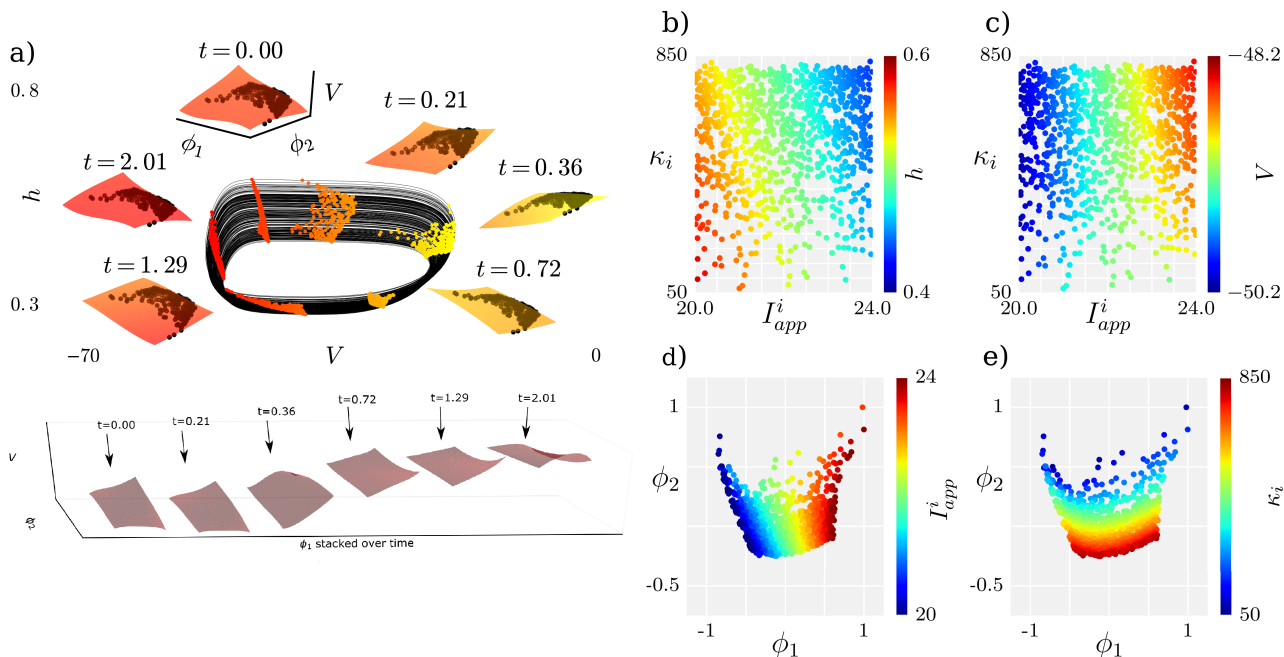 a)
t = 0.00
0.8
V
ϕ1
ϕ2
t = 0.21
t = 2.01
t = 0.36
h
t = 1.29
t = 0.72
0.3
−70
V
0
t=0.00
t=0.21
t=0.36
t=0.72
t=1.29
t=2.01
V
ϕ2
ϕ1 stacked over time
b)
850
κi
50
20.0
I^i_app
24.0
0.6
h
0.4
c)
850
κi
50
20.0
I^i_app
24.0
−48.2
V
−50.2
d)
1
ϕ2
-0.5
-1
ϕ1
1
24
I^i_app
20
e)
1
ϕ2
-0.5
-1
ϕ1
1
850
κi
50